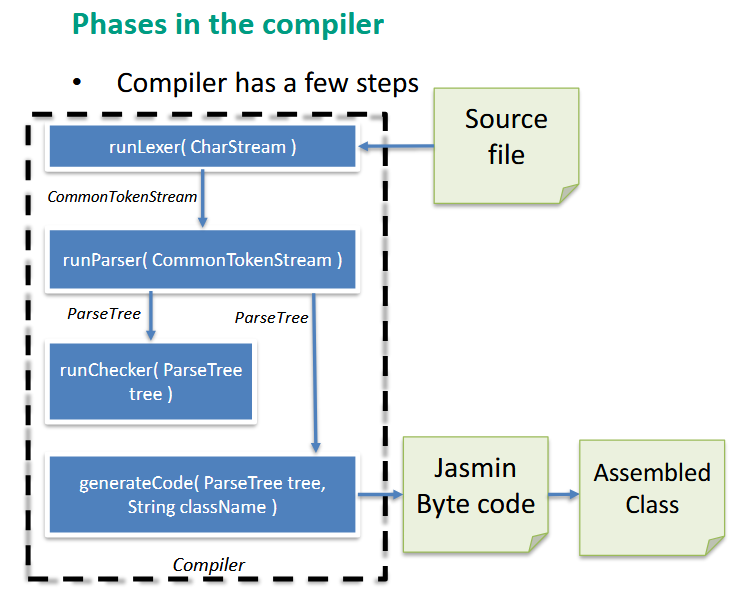 Phases in the compiler
• Compiler has a few steps
Source
file
runLexer( CharStream )
CommonTokenStream
runParser( CommonTokenStream )
ParseTree
ParseTree
runChecker( ParseTree
tree )
generateCode( ParseTree tree,
String className )
Jasmin
Byte code
Assembled
Class
Compiler